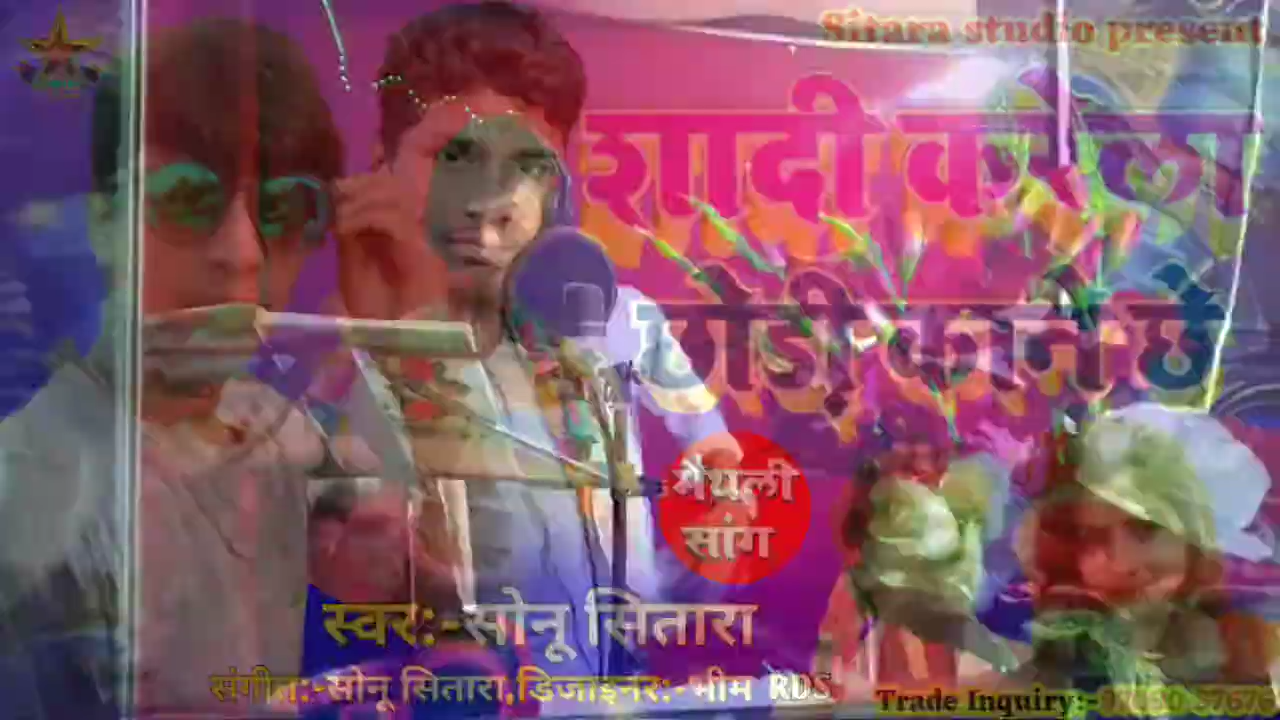 Sitara studio present
शादी करेला
छोड़ी कानै छै
मैथली
सांग
स्वर:-सोनू सितारा
संगीत:-सोनू सितारा,डिजाइनर:-भीम RDS
Trade Inquiry:-